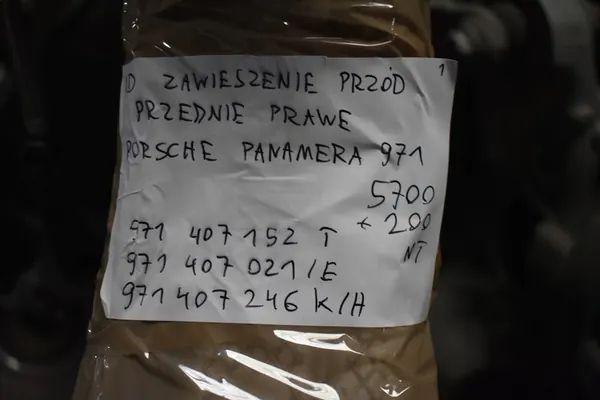 D ZAWIESZENIE PRZÓD 1
PRZEDNIE PRAWE
PORSCHE PANAMERA 971
5700
+ 200
NT
971 407 152 T
971 407 021/E
971 407 246 K/H